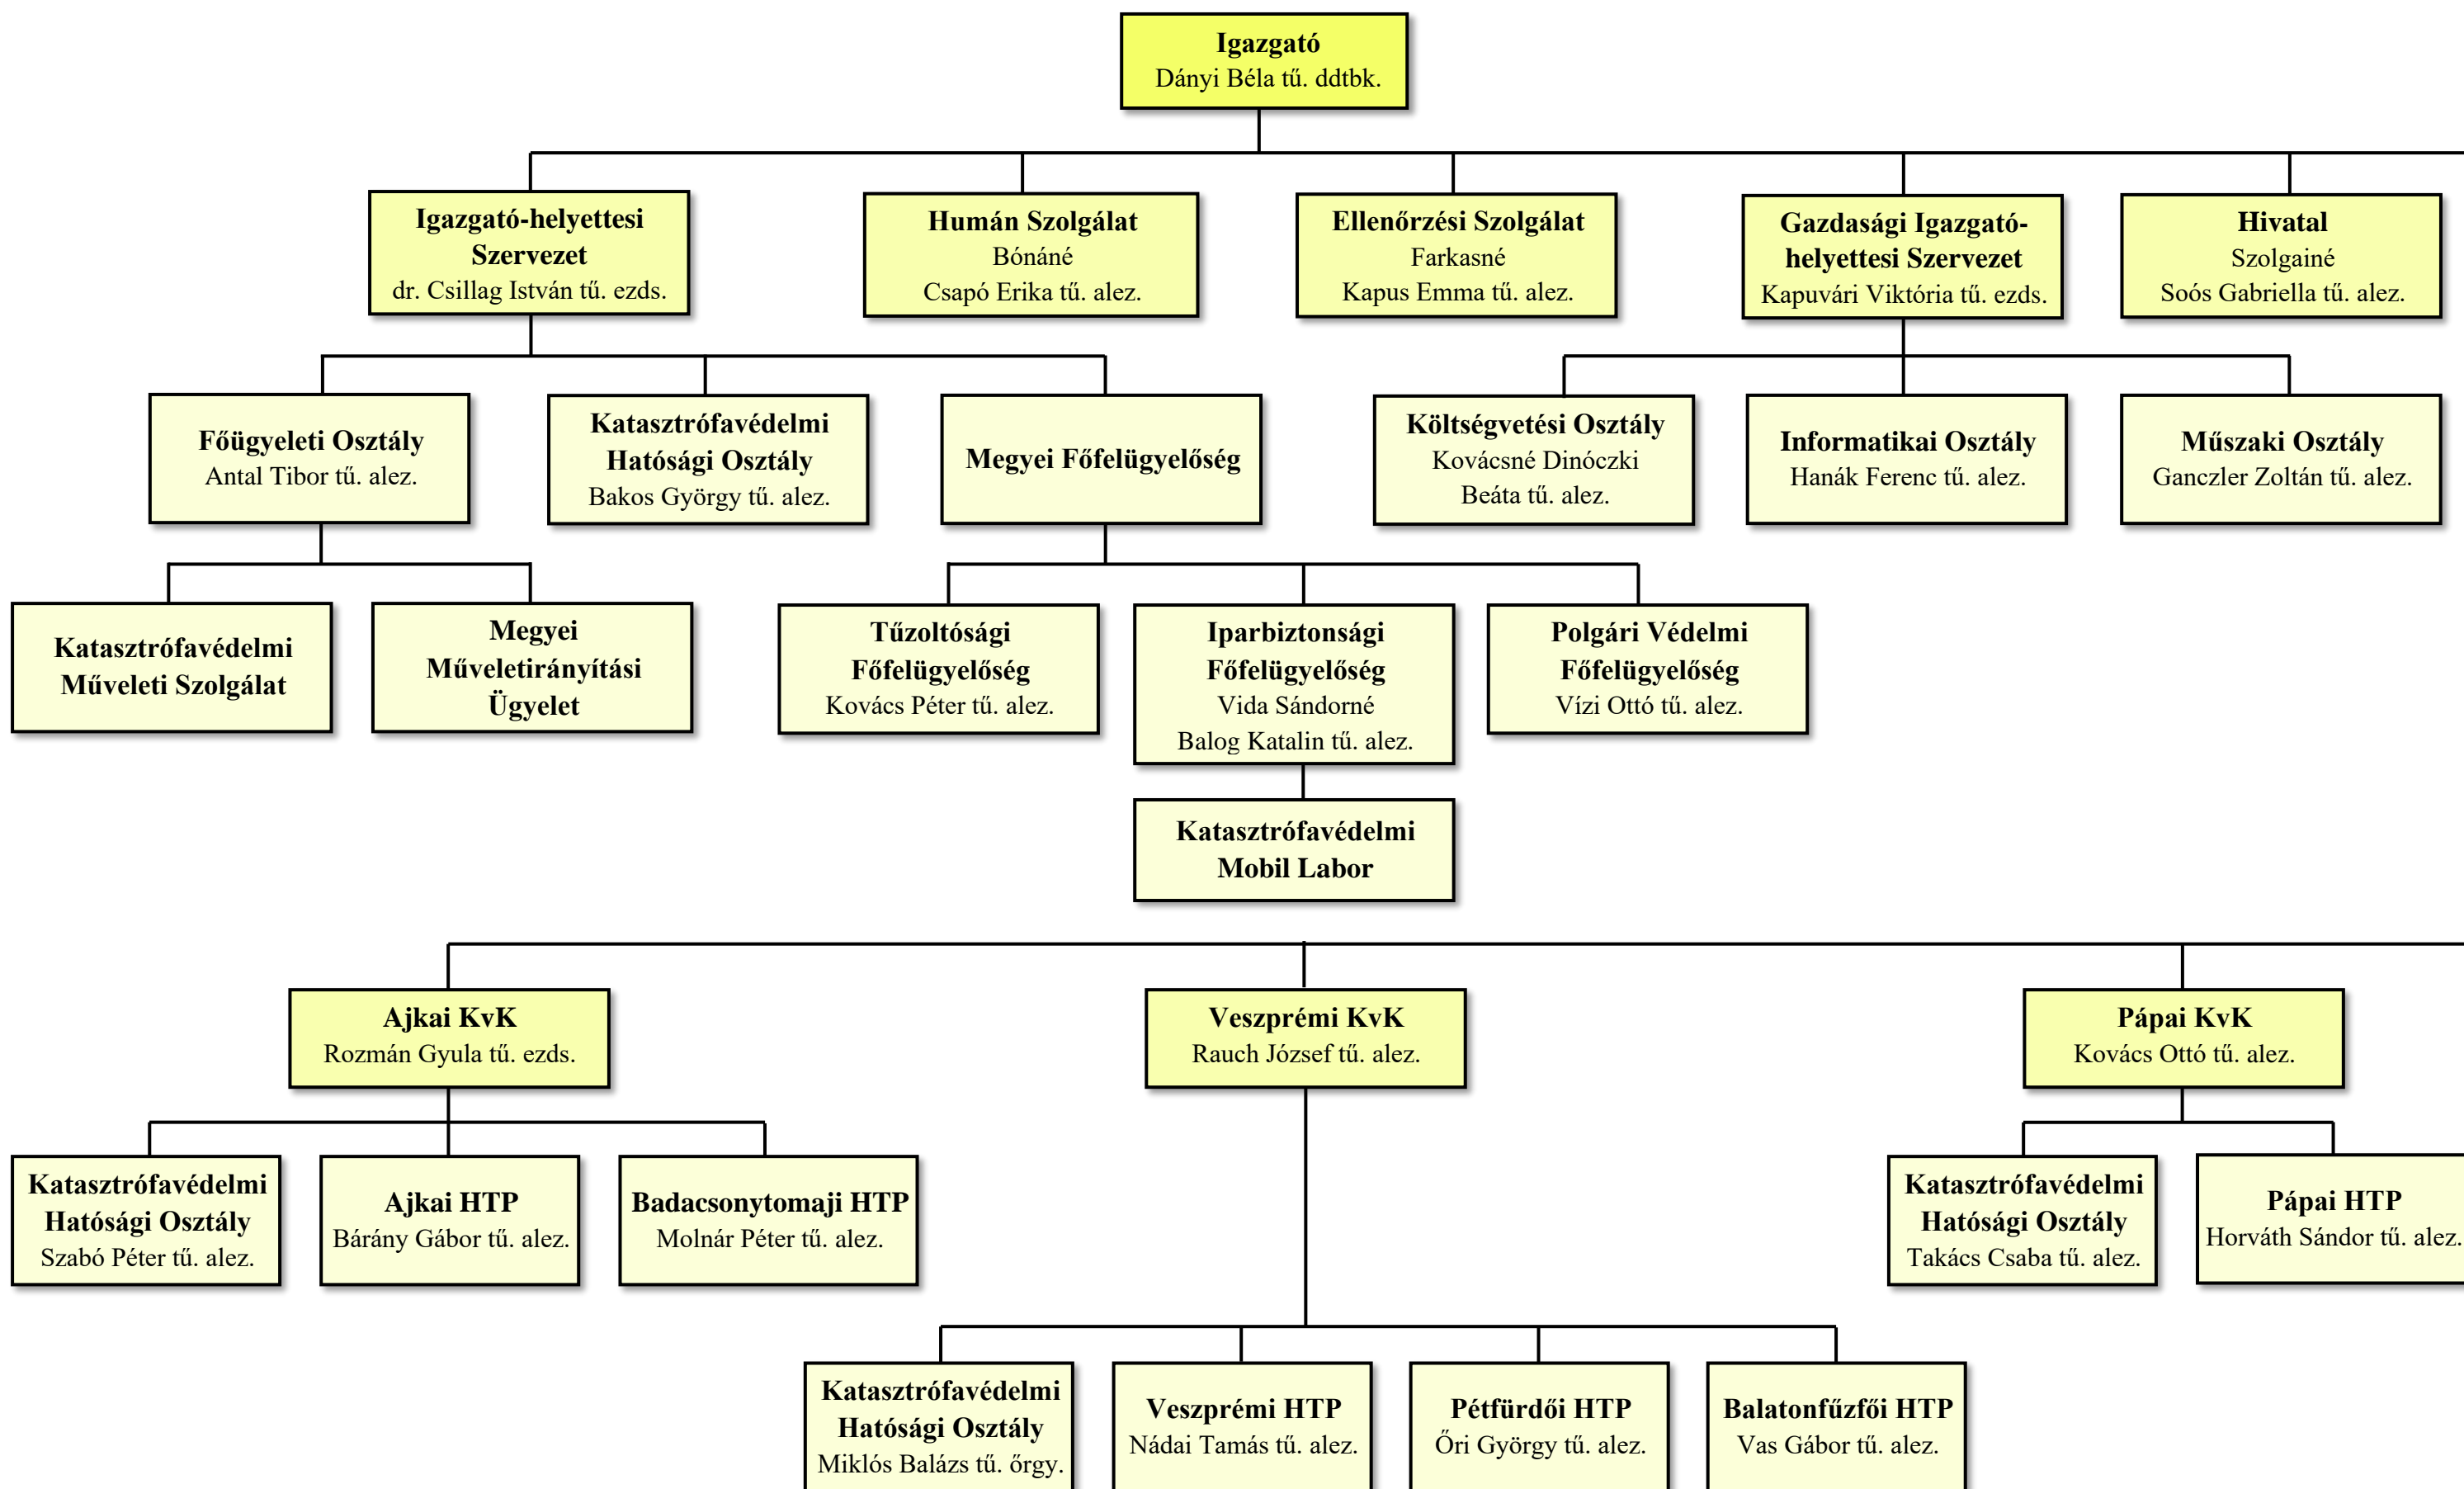 Igazgató
Dányi Béla tű. ddtbk.
Igazgató-helyettesi
Szervezet
dr. Csillag István tű. ezds.
Humán Szolgálat
Bónáné
Csapó Erika tű. alez.
Ellenőrzési Szolgálat
Farkasné
Kapus Emma tű. alez.
Gazdasági Igazgató-
helyettesi Szervezet
Kapuvári Viktória tű. ezds.
Hivatal
Szolgainé
Soós Gabriella tű. alez.
Főügyeleti Osztály
Antal Tibor tű. alez.
Katasztrófavédelmi
Hatósági Osztály
Bakos György tű. alez.
Megyei Főfelügyelőség
Költségvetési Osztály
Kovácsné Dinóczki
Beáta tű. alez.
Informatikai Osztály
Hanák Ferenc tű. alez.
Műszaki Osztály
Ganczler Zoltán tű. alez.
Katasztrófavédelmi
Műveleti Szolgálat
Megyei
Műveletirányítási
Ügyelet
Tűzoltósági
Főfelügyelőség
Kovács Péter tű. alez.
Iparbiztonsági
Főfelügyelőség
Vida Sándorné
Balog Katalin tű. alez.
Polgári Védelmi
Főfelügyelőség
Vízi Ottó tű. alez.
Katasztrófavédelmi
Mobil Labor
Ajkai KvK
Rozmán Gyula tű. ezds.
Veszprémi KvK
Rauch József tű. alez.
Pápai KvK
Kovács Ottó tű. alez.
Katasztrófavédelmi
Hatósági Osztály
Szabó Péter tű. alez.
Ajkai HTP
Bárány Gábor tű. alez.
Badacsonytomaji HTP
Molnár Péter tű. alez.
Katasztrófavédelmi
Hatósági Osztály
Takács Csaba tű. alez.
Pápai HTP
Horváth Sándor tű. alez.
Katasztrófavédelmi
Hatósági Osztály
Miklós Balázs tű. őrgy.
Veszprémi HTP
Nádai Tamás tű. alez.
Pétfürdői HTP
Őri György tű. alez.
Balatonfűzfői HTP
Vas Gábor tű. alez.